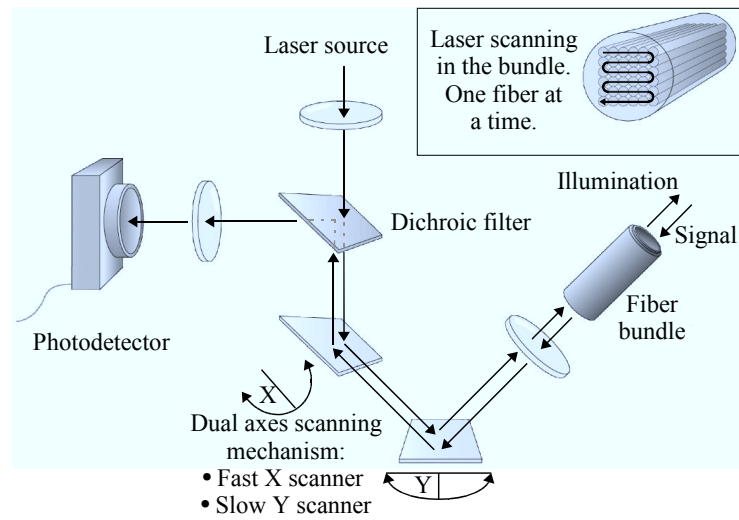 Laser source
Laser scanning
in the bundle.
One fiber at
a time.
Illumination
Dichroic filter
Signal
Fiber
bundle
Photodetector
X
Dual axes scanning
mechanism:
• Fast X scanner
• Slow Y scanner
Y